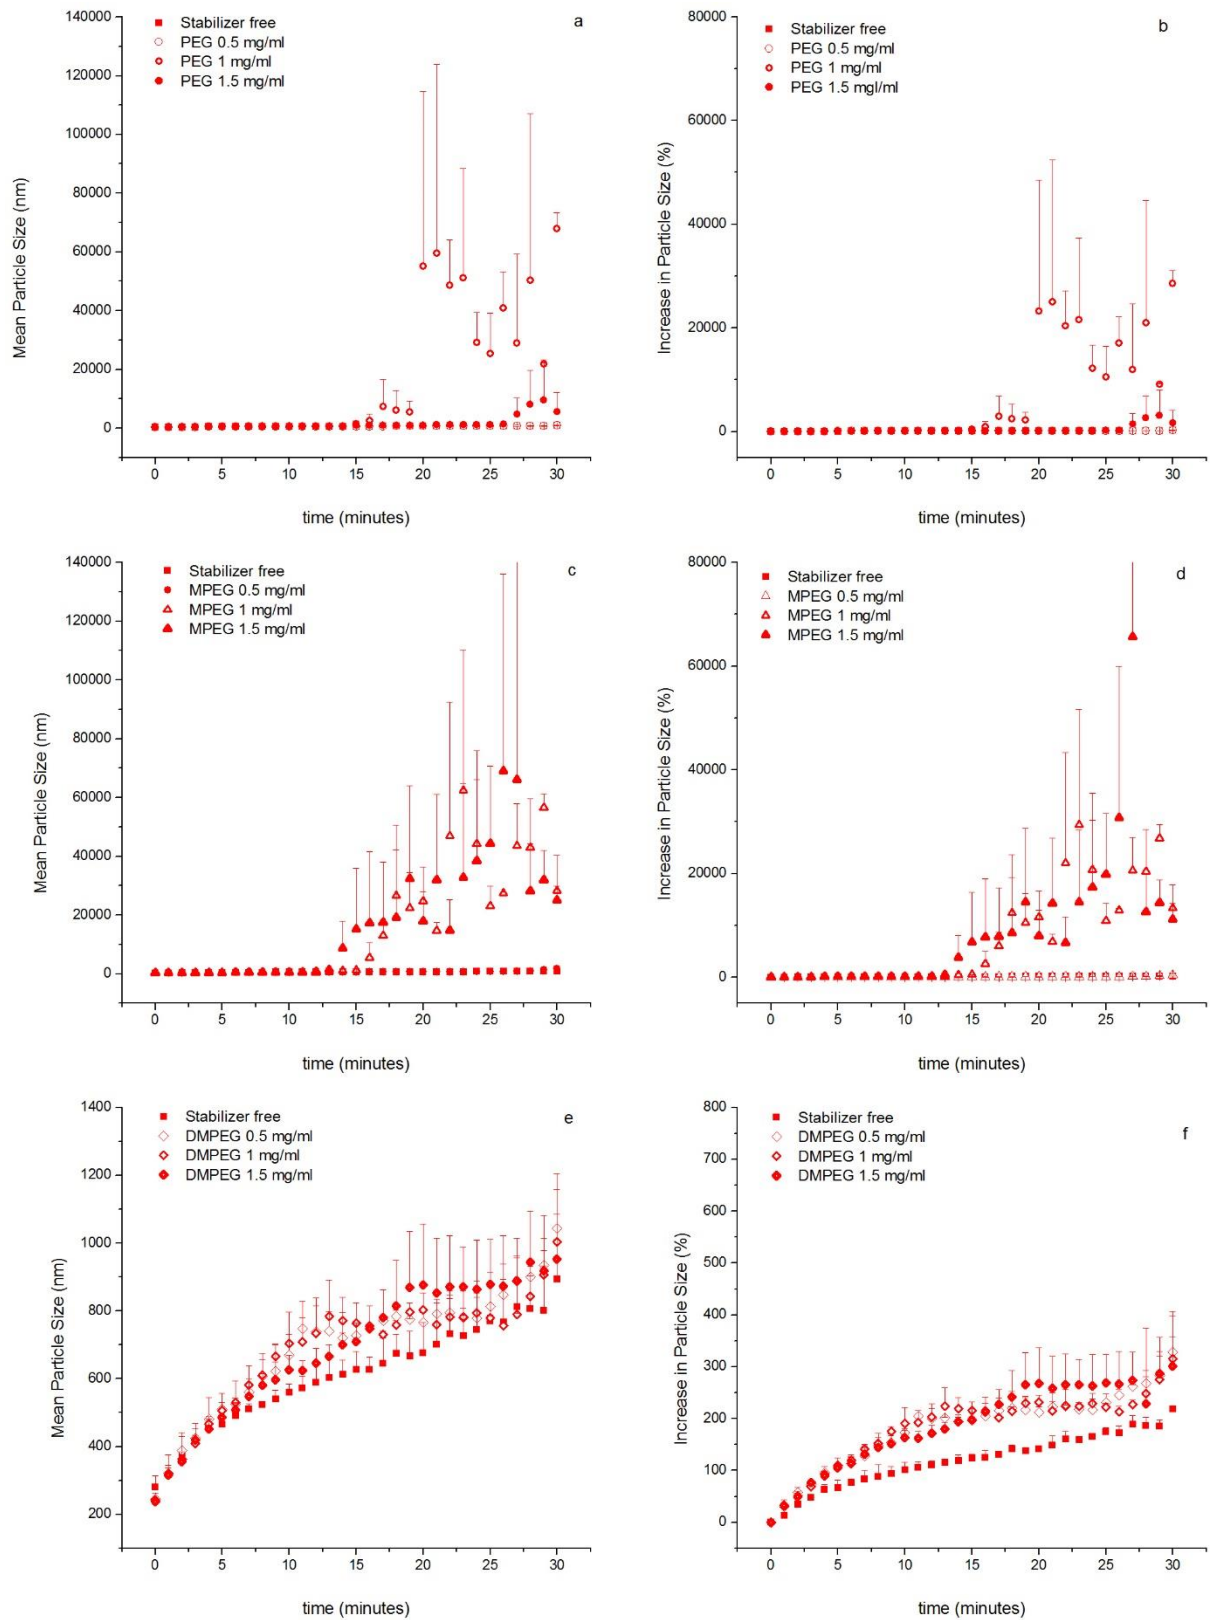 a
Stabilizer free
PEG 0.5 mg/ml
PEG 1 mg/ml
PEG 1.5 mg/ml
Mean Particle Size (nm)
140000
120000
100000
80000
60000
40000
20000
0
0 5 10 15 20 25 30
time (minutes)
b
Stabilizer free
PEG 0.5 mg/ml
PEG 1 mg/ml
PEG 1.5 mgl/ml
Increase in Particle Size (%)
80000
60000
40000
20000
0
0 5 10 15 20 25 30
time (minutes)
c
Stabilizer free
MPEG 0.5 mg/ml
MPEG 1 mg/ml
MPEG 1.5 mg/ml
Mean Particle Size (nm)
140000
120000
100000
80000
60000
40000
20000
0
0 5 10 15 20 25 30
time (minutes)
d
Stabilizer free
MPEG 0.5 mg/ml
MPEG 1 mg/ml
MPEG 1.5 mg/ml
Increase in Particle Size (%)
80000
60000
40000
20000
0
0 5 10 15 20 25 30
time (minutes)
e
Stabilizer free
DMPEG 0.5 mg/ml
DMPEG 1 mg/ml
DMPEG 1.5 mg/ml
Mean Particle Size (nm)
1400
1200
1000
800
600
400
200
0 5 10 15 20 25 30
time (minutes)
f
Stabilizer free
DMPEG 0.5 mg/ml
DMPEG 1 mg/ml
DMPEG 1.5 mg/ml
Increase in Particle Size (%)
800
700
600
500
400
300
200
100
0
0 5 10 15 20 25 30
time (minutes)